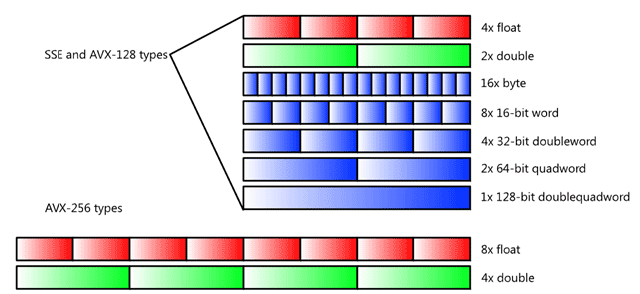 4x float
SSE and AVX-128 types
2x double
16x byte
8x 16-bit word
4x 32-bit doubleword
2x 64-bit quadword
1x 128-bit doublequadword
AVX-256 types
8x float
4x double